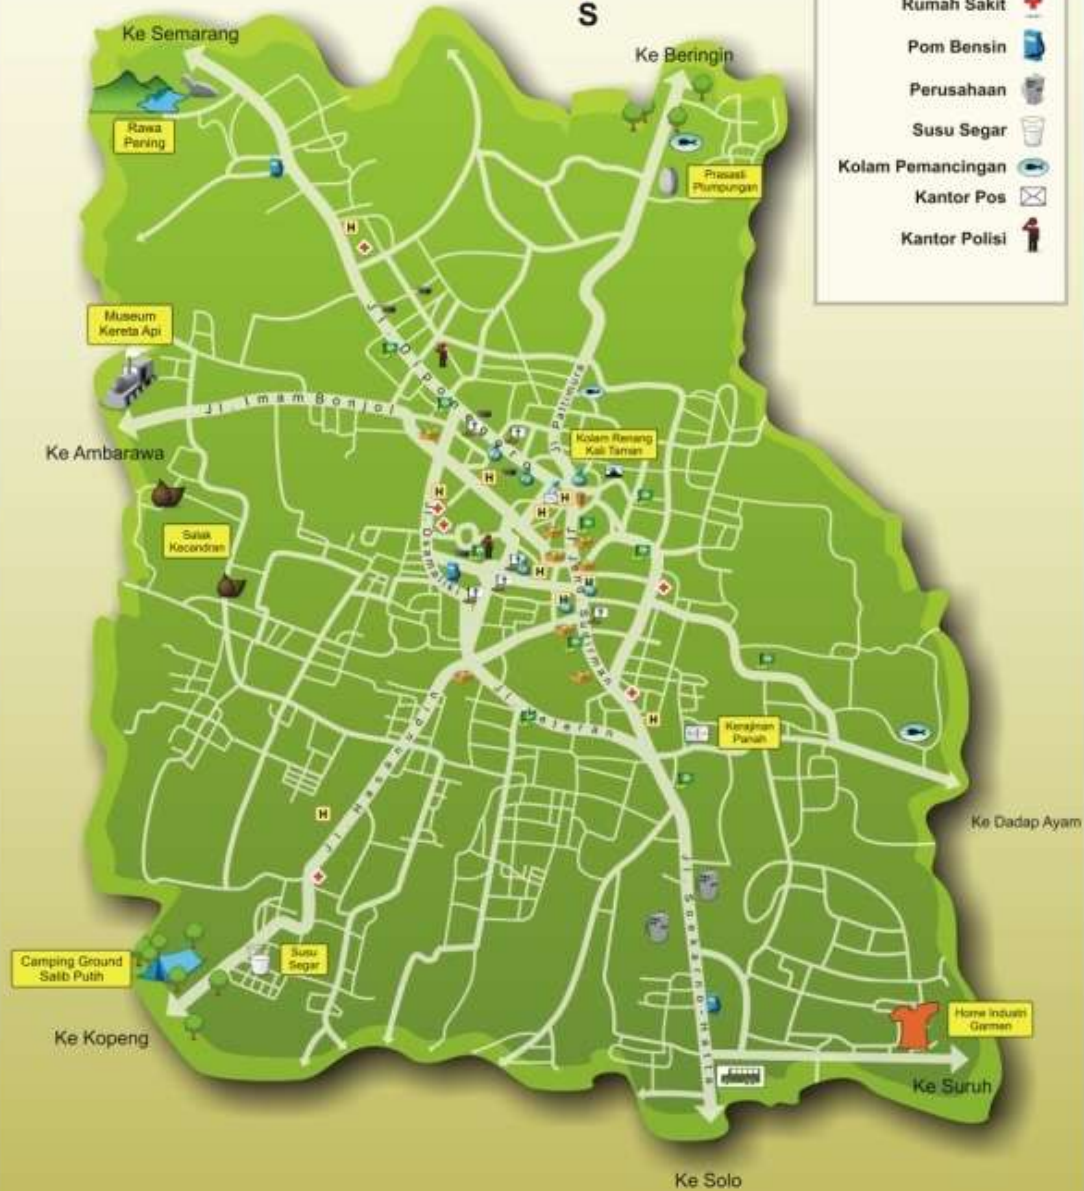 S
Rumah Sakit
Pom Bensin
Perusahaan
Susu Segar
Kolam Pemancingan
Kantor Pos
Kantor Polisi
Ke Semarang
Ke Beringin
Rawa
Pening
Prasasti
Plumpungan
Museum
Kereta Api
Jl. Diponegoro
Jl Pattimura
Jl. Imam Bonjol
Kolam Renang
Kali Taman
Ke Ambarawa
Salak
Kecandran
Jl Osamaliki
Jl Jend Sudirman
Jl Veteran
Jl Hasanudin
Kerajinan
Panah
Ke Dadap Ayam
Jl Soekarno-Hatta
Camping Ground
Salib Putih
Susu
Segar
Home Industri
Garmen
Ke Kopeng
Ke Suruh
Ke Solo
H
H
H
H
H
H
H
H
H
H